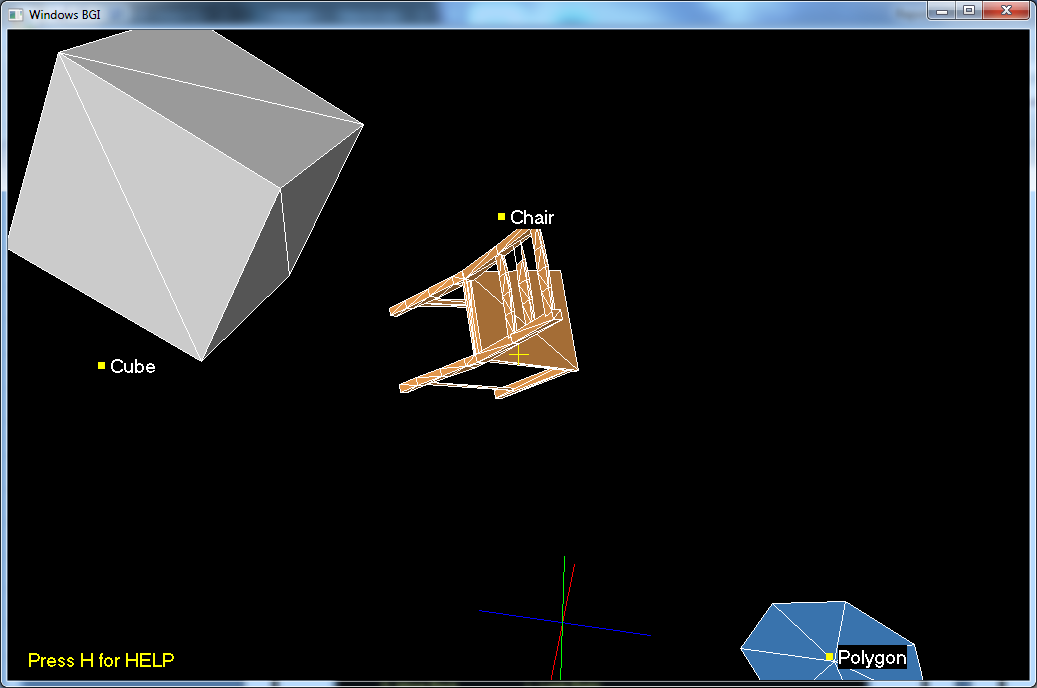 Windows BGI
Chair
Cube
Polygon
Press H for HELP